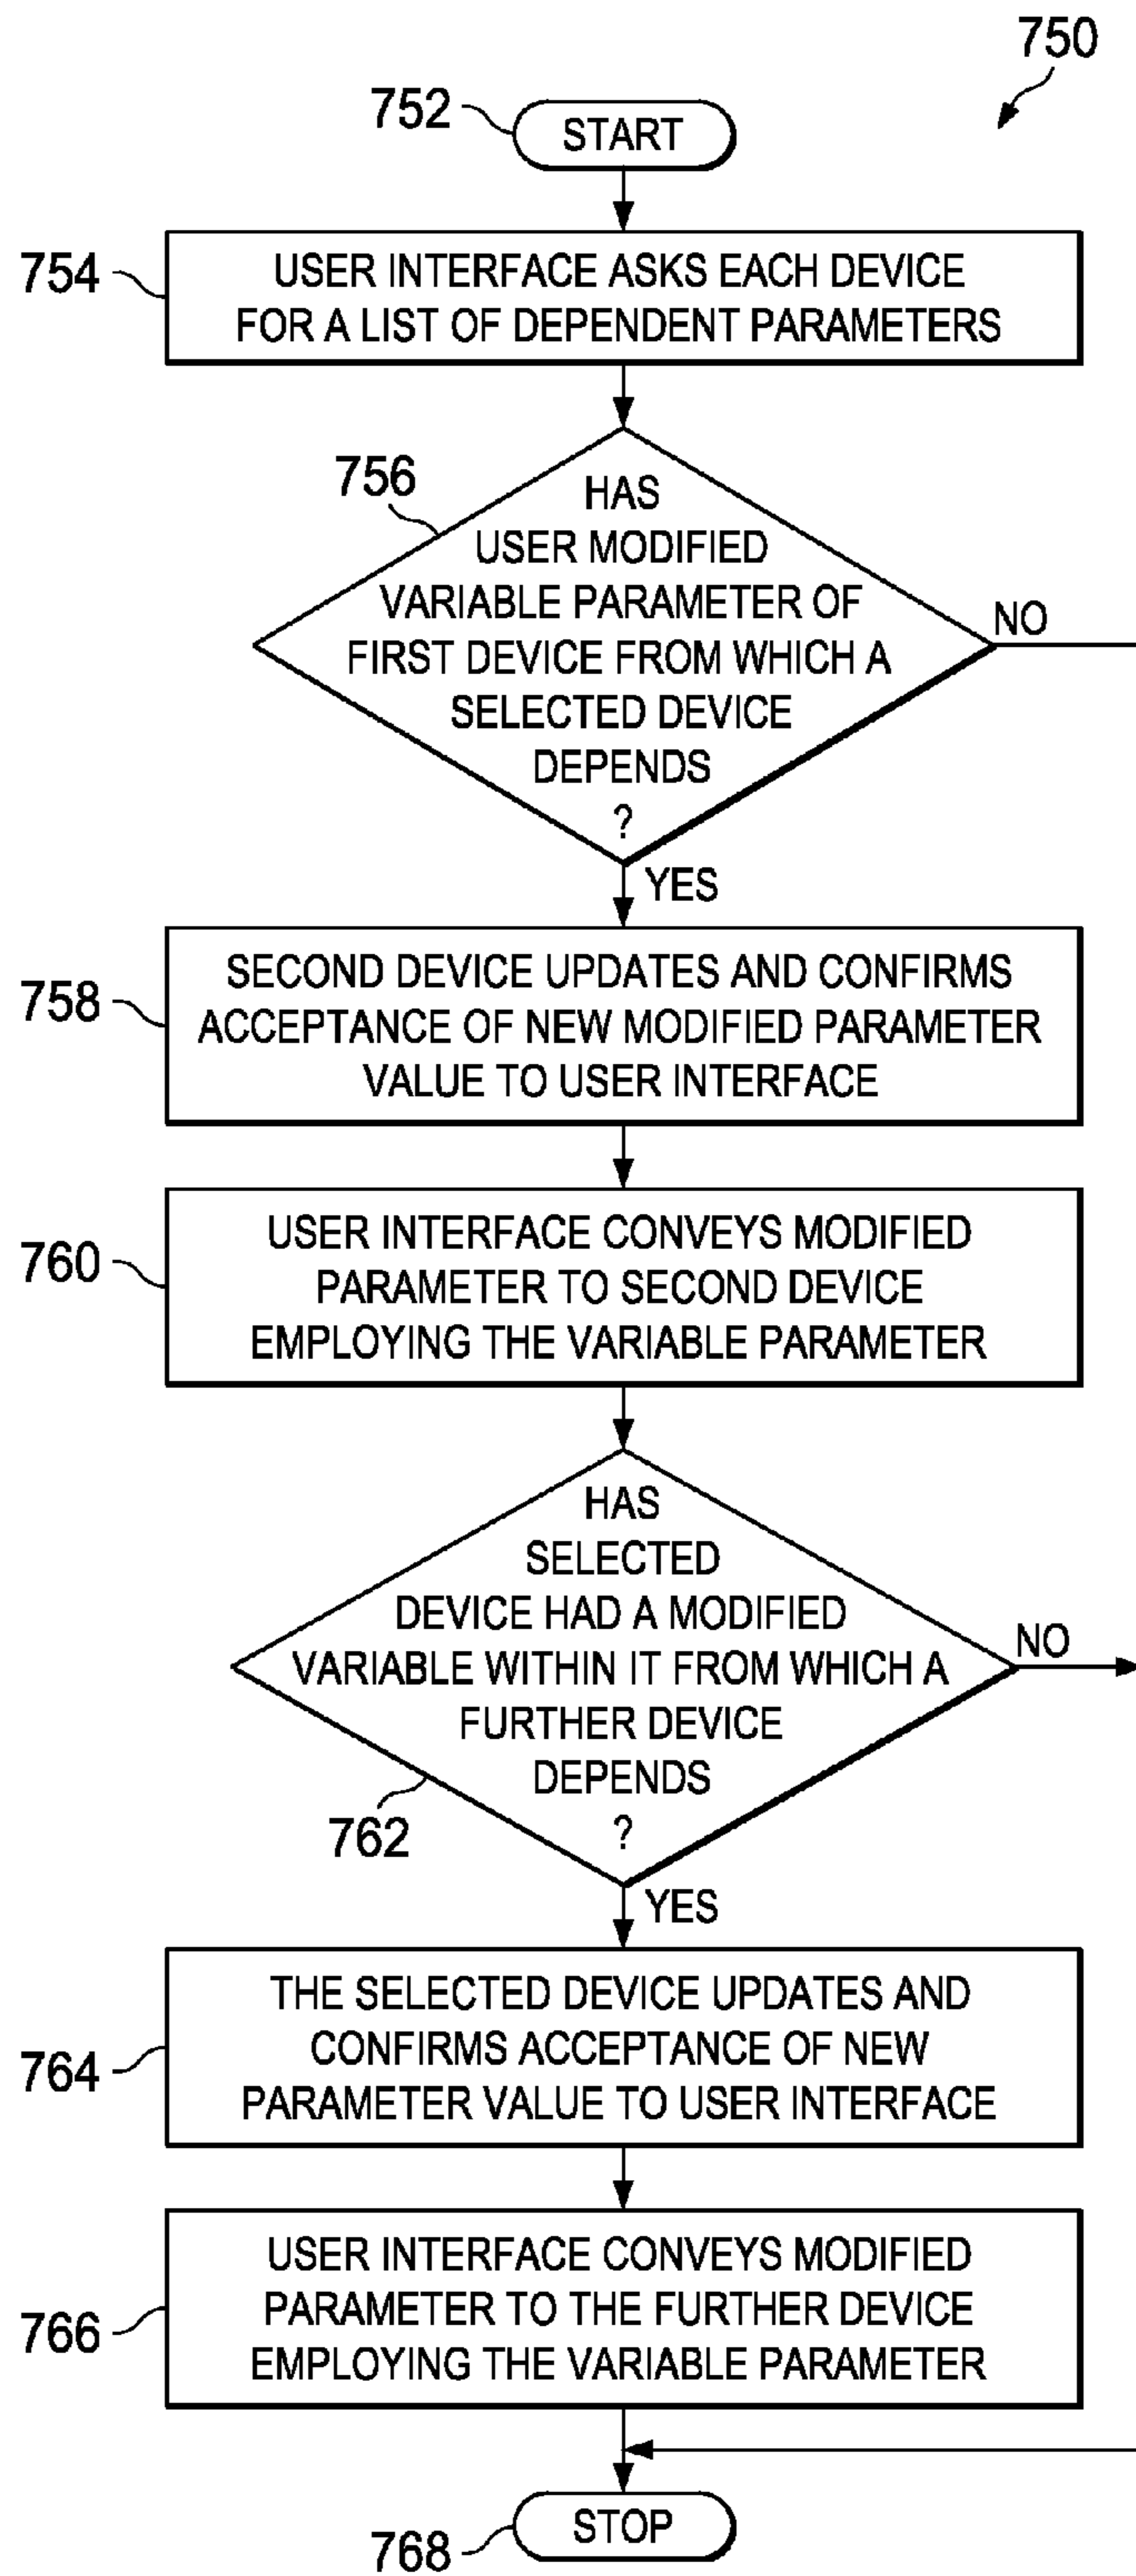 750
752
START
754
USER INTERFACE ASKS EACH DEVICE
FOR A LIST OF DEPENDENT PARAMETERS
756
HAS
USER MODIFIED
VARIABLE PARAMETER OF
FIRST DEVICE FROM WHICH A
SELECTED DEVICE
DEPENDS
?
NO
YES
758
SECOND DEVICE UPDATES AND CONFIRMS
ACCEPTANCE OF NEW MODIFIED PARAMETER
VALUE TO USER INTERFACE
760
USER INTERFACE CONVEYS MODIFIED
PARAMETER TO SECOND DEVICE
EMPLOYING THE VARIABLE PARAMETER
HAS
SELECTED
DEVICE HAD A MODIFIED
VARIABLE WITHIN IT FROM WHICH A
FURTHER DEVICE
DEPENDS
?
NO
762
YES
764
THE SELECTED DEVICE UPDATES AND
CONFIRMS ACCEPTANCE OF NEW
PARAMETER VALUE TO USER INTERFACE
766
USER INTERFACE CONVEYS MODIFIED
PARAMETER TO THE FURTHER DEVICE
EMPLOYING THE VARIABLE PARAMETER
768
STOP